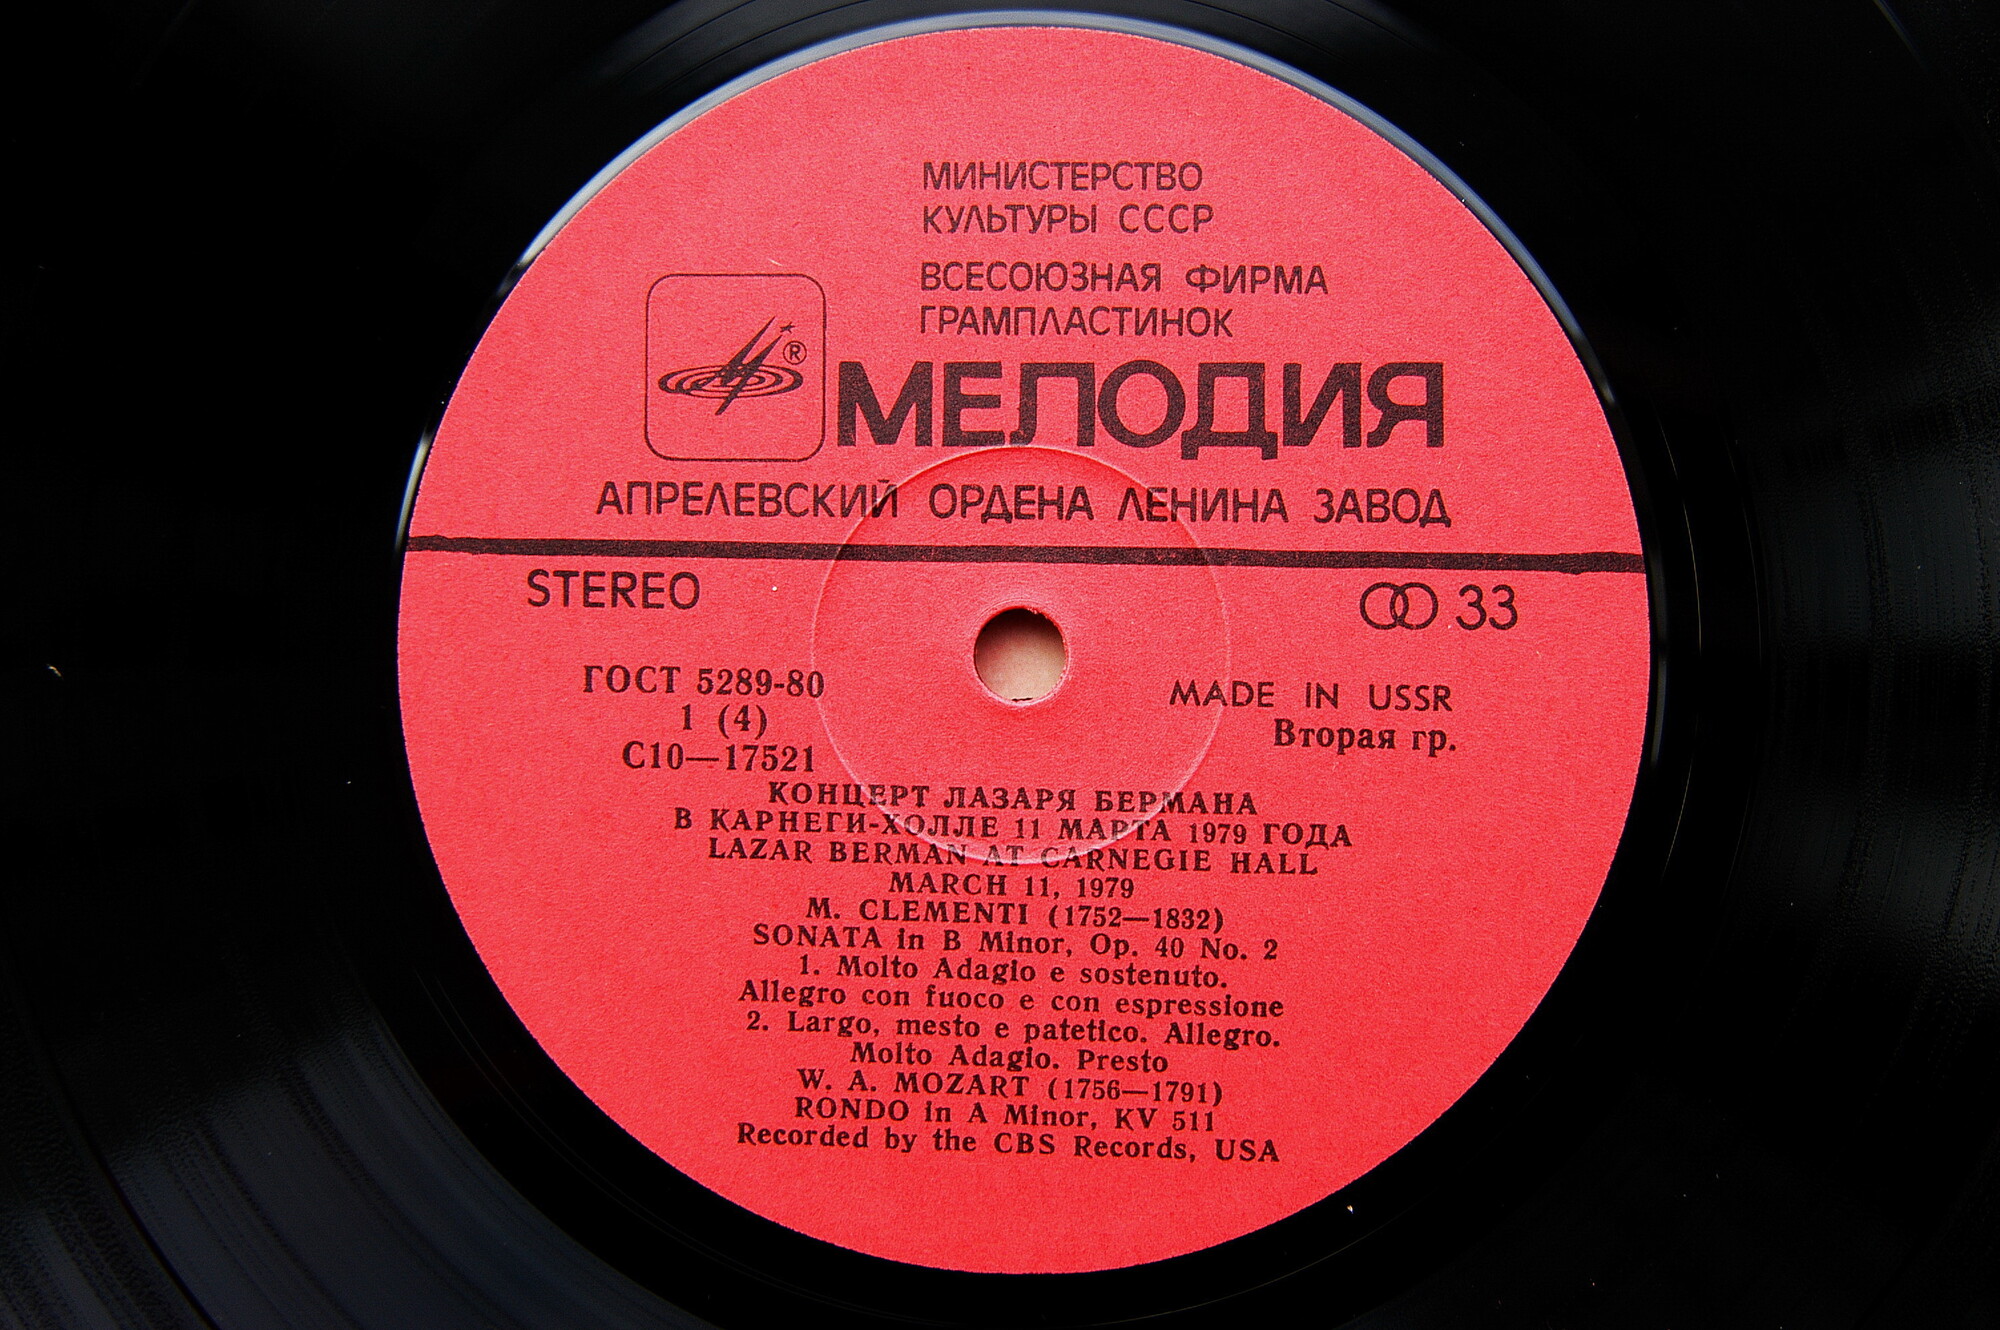 МИНИСТЕРСТВО
КУЛЬТУРЫ СССР
ВСЕСОЮЗНАЯ ФИРМА
ГРАМПЛАСТИНОК
®
МЕЛОДИЯ
АПРЕЛЕВСКИЙ ОРДЕНА ЛЕНИНА ЗАВОД
STEREO
33
ГОСТ 5289-80
1 (4)
С10—17521
MADE IN USSR
Вторая гр.
КОНЦЕРТ ЛАЗАРЯ БЕРМАНА
В КАРНЕГИ-ХОЛЛЕ 11 МАРТА 1979 ГОДА
LAZAR BERMAN AT CARNEGIE HALL
MARCH 11, 1979
M. CLEMENTI (1752—1832)
SONATA in B Minor, Op. 40 No. 2
1. Molto Adagio e sostenuto.
Allegro con fuoco e con espressione
2. Largo, mesto e patetico. Allegro.
Molto Adagio. Presto
W. A. MOZART (1756—1791)
RONDO in A Minor, KV 511
Recorded by the CBS Records, USA